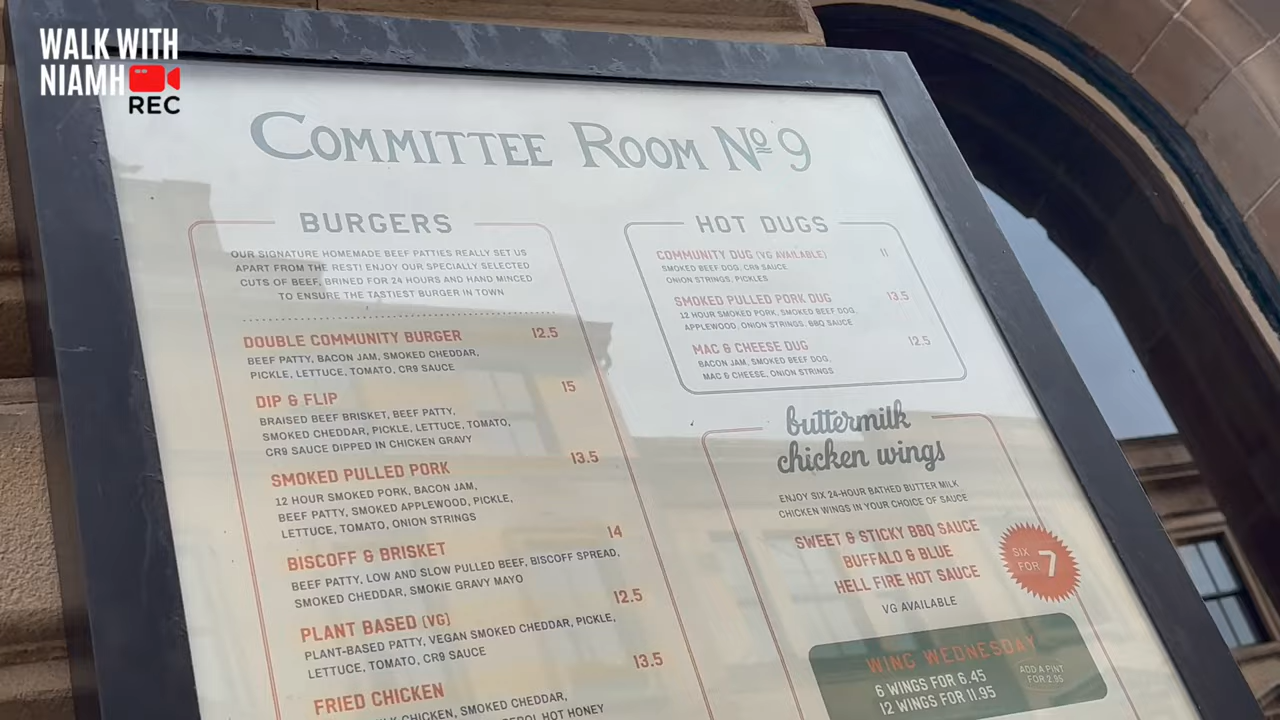 WALK WITH
NIAMH
REC
COMMITTEE ROOM Nº 9
BURGERS
OUR SIGNATURE HOMEMADE BEEF PATTIES REALLY SET US
APART FROM THE REST! ENJOY OUR SPECIALLY SELECTED
CUTS OF BEEF, BRINED FOR 24 HOURS AND HAND MINCED
TO ENSURE THE TASTIEST BURGER IN TOWN
DOUBLE COMMUNITY BURGER 12.5
BEEF PATTY, BACON JAM, SMOKED CHEDDAR,
PICKLE, LETTUCE, TOMATO, CR9 SAUCE
DIP & FLIP 15
BRAISED BEEF BRISKET, BEEF PATTY,
SMOKED CHEDDAR, PICKLE, LETTUCE, TOMATO,
CR9 SAUCE DIPPED IN CHICKEN GRAVY
SMOKED PULLED PORK 13.5
12 HOUR SMOKED PORK, BACON JAM,
BEEF PATTY, SMOKED APPLEWOOD, PICKLE,
LETTUCE, TOMATO, ONION STRINGS
BISCOFF & BRISKET 14
BEEF PATTY, LOW AND SLOW PULLED BEEF, BISCOFF SPREAD,
SMOKED CHEDDAR, SMOKIE GRAVY MAYO
PLANT BASED (VG) 12.5
PLANT-BASED PATTY, VEGAN SMOKED CHEDDAR, PICKLE,
LETTUCE, TOMATO, CR9 SAUCE
FRIED CHICKEN 13.5
CHICKEN, SMOKED CHEDDAR,
HOT HONEY
HOT DUGS
COMMUNITY DUG (VG AVAILABLE) 11
SMOKED BEEF DOG, CR9 SAUCE
ONION STRINGS, PICKLES
SMOKED PULLED PORK DUG 13.5
12 HOUR SMOKED PORK, SMOKED BEEF DOG,
APPLEWOOD, ONION STRINGS, BBQ SAUCE
MAC & CHEESE DUG 12.5
BACON JAM, SMOKED BEEF DOG,
MAC & CHEESE, ONION STRINGS
buttermilk
chicken wings
ENJOY SIX 24-HOUR BATHED BUTTER MILK
CHICKEN WINGS IN YOUR CHOICE OF SAUCE
SWEET & STICKY BBQ SAUCE
BUFFALO & BLUE
HELL FIRE HOT SAUCE
VG AVAILABLE
SIX
FOR 7
WING WEDNESDAY
6 WINGS FOR 6.45
12 WINGS FOR 11.95
ADD A PINT
FOR 2.95